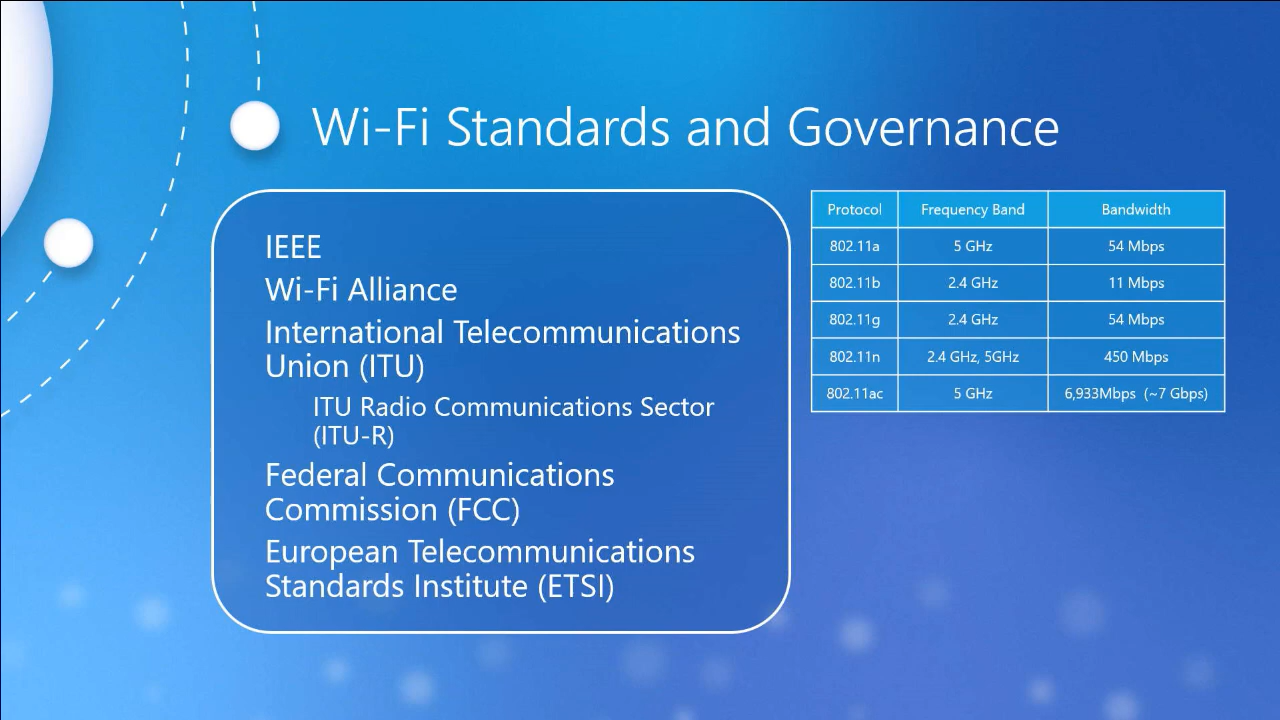 Wi-Fi Standards and Governance
IEEE
Wi-Fi Alliance
International Telecommunications
Union (ITU)
ITU Radio Communications Sector
(ITU-R)
Federal Communications
Commission (FCC)
European Telecommunications
Standards Institute (ETSI)
Protocol Frequency Band Bandwidth
802.11a 5 GHz 54 Mbps
802.11b 2.4 GHz 11 Mbps
802.11g 2.4 GHz 54 Mbps
802.11n 2.4 GHz, 5GHz 450 Mbps
802.11ac 5 GHz 6,933Mbps (~7 Gbps)